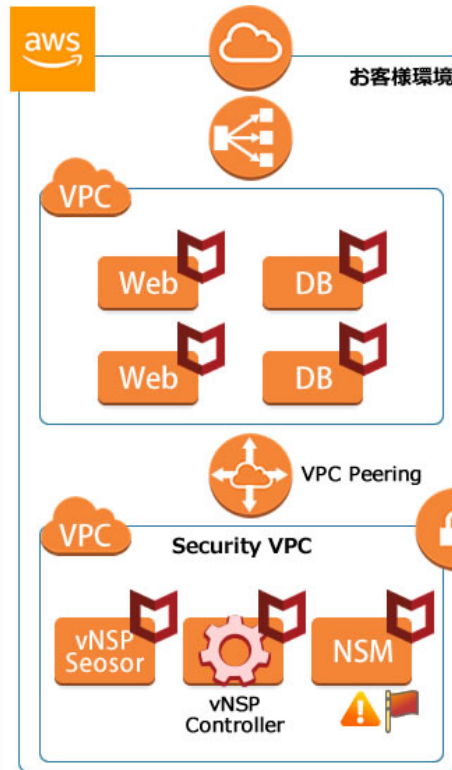 aws
お客様環境
VPC
Web
DB
Web
DB
VPC Peering
VPC
Security VPC
vNSP
Seosor
NSM
vNSP
Controller